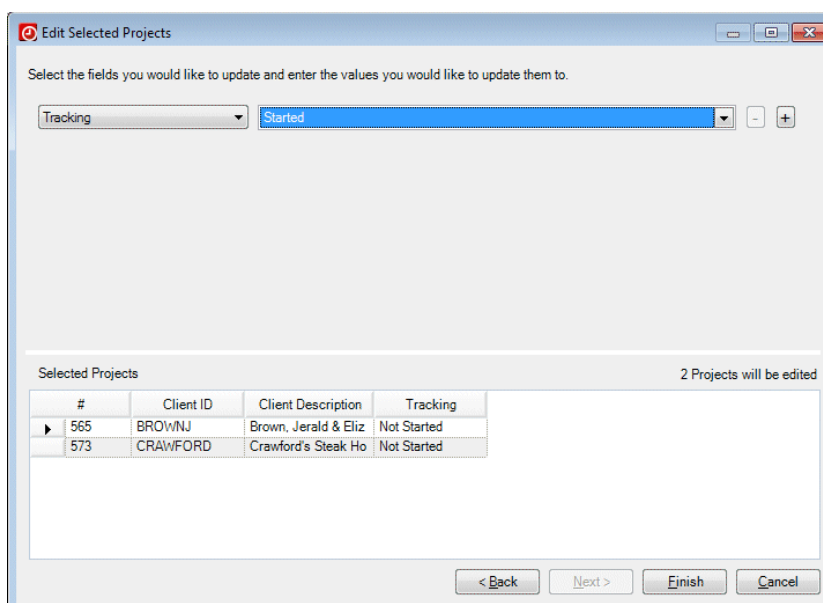 Edit Selected Projects
Select the fields you would like to update and enter the values you would like to update them to.
Tracking Started - +
Selected Projects 2 Projects will be edited
# Client ID Client Description Tracking
565 BROWNJ Brown, Jerald & Eliz Not Started
573 CRAWFORD Crawford's Steak Ho Not Started
< Back Next > Finish Cancel